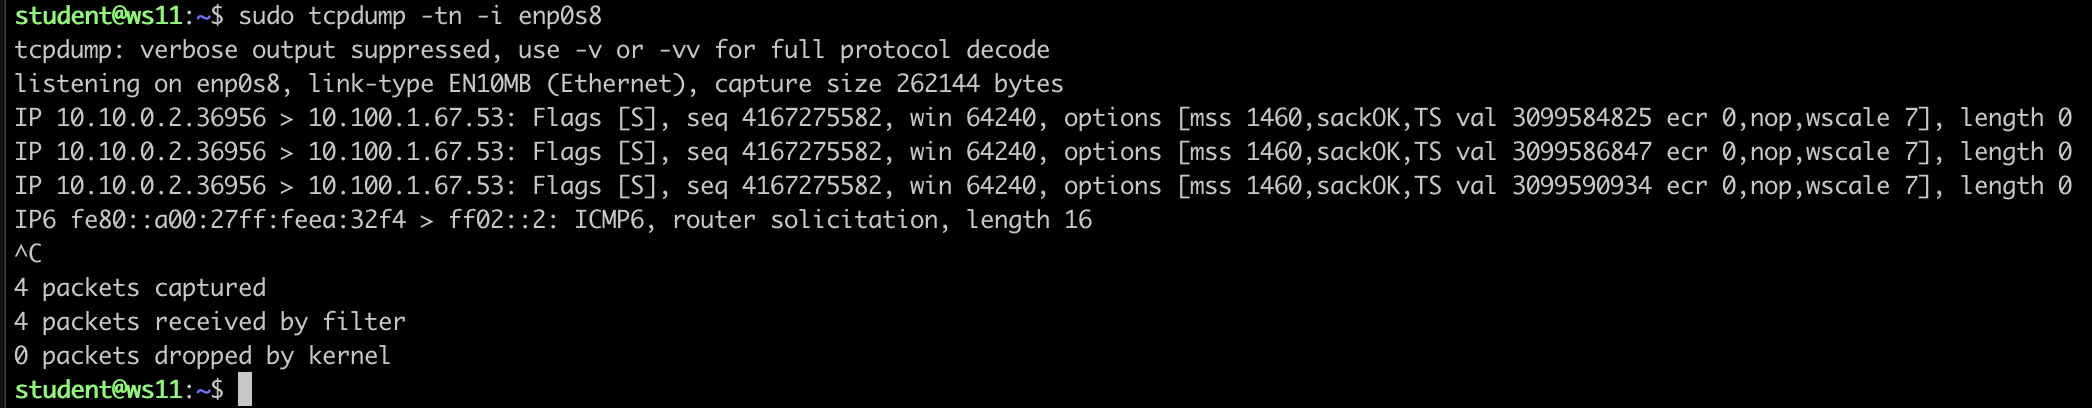 student@ws11:~$ sudo tcpdump -tn -i enp0s8
tcpdump: verbose output suppressed, use -v or -vv for full protocol decode
listening on enp0s8, link-type EN10MB (Ethernet), capture size 262144 bytes
IP 10.10.0.2.36956 > 10.100.1.67.53: Flags [S], seq 4167275582, win 64240, options [mss 1460,sackOK,TS val 3099584825 ecr 0,nop,wscale 7], length 0
IP 10.10.0.2.36956 > 10.100.1.67.53: Flags [S], seq 4167275582, win 64240, options [mss 1460,sackOK,TS val 3099586847 ecr 0,nop,wscale 7], length 0
IP 10.10.0.2.36956 > 10.100.1.67.53: Flags [S], seq 4167275582, win 64240, options [mss 1460,sackOK,TS val 3099590934 ecr 0,nop,wscale 7], length 0
IP6 fe80::a00:27ff:feea:32f4 > ff02::2: ICMP6, router solicitation, length 16
^C
4 packets captured
4 packets received by filter
0 packets dropped by kernel
student@ws11:~$